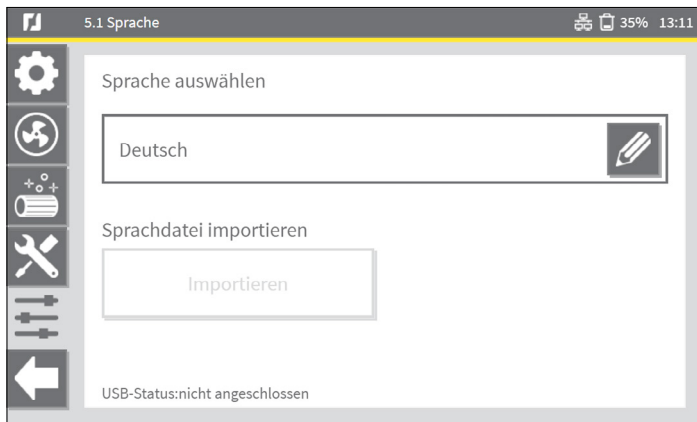 5.1 Sprache 35% 13:11
Sprache auswählen
Deutsch
Sprachdatei importieren
Importieren
USB-Status:nicht angeschlossen